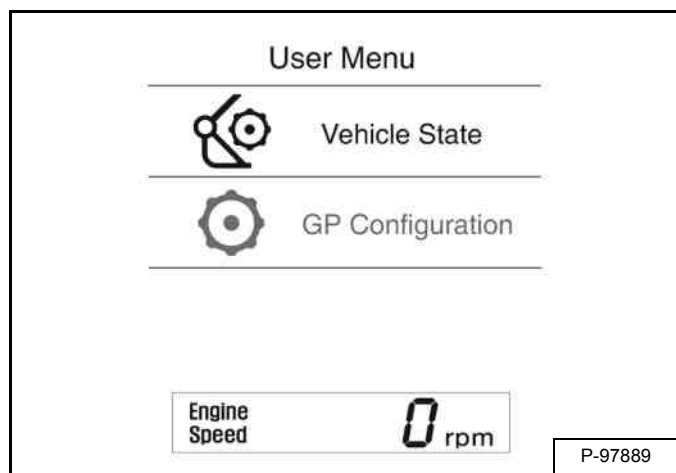 User Menu
Vehicle State
GP Configuration
Engine
Speed
0 rpm
P-97889